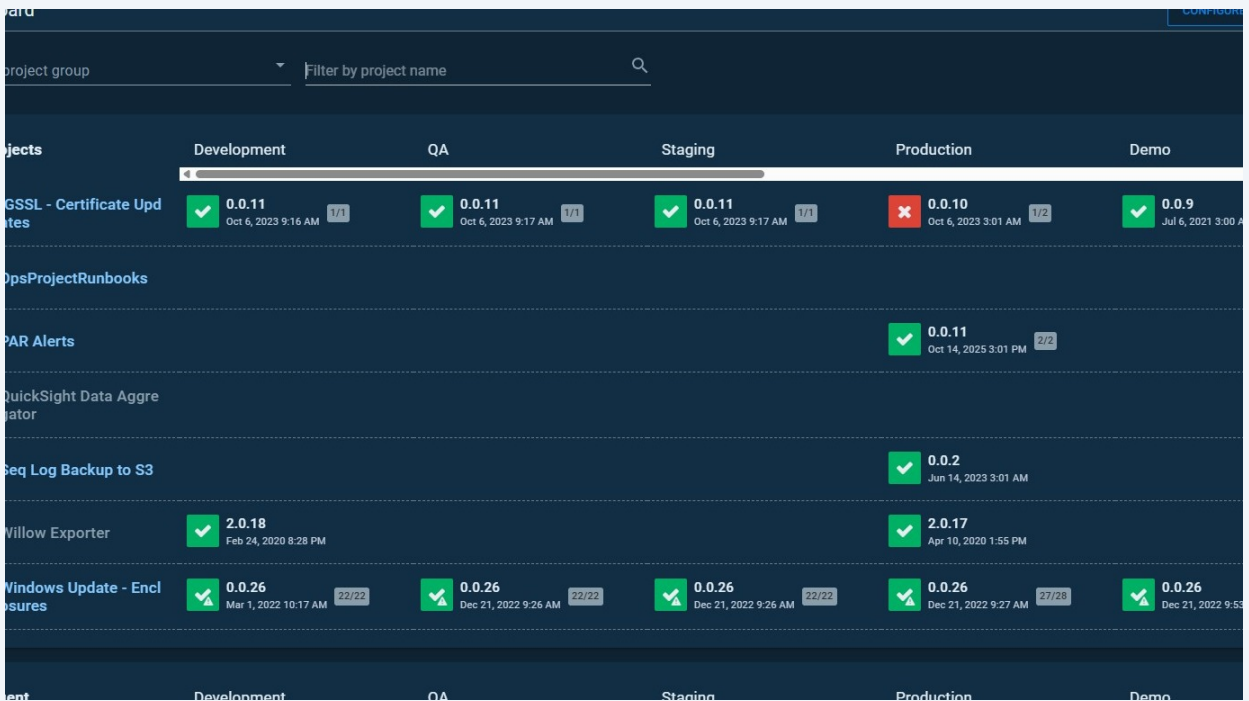 CONFIGURE
project group
Filter by project name
Development QA Staging Production Demo
GSSL - Certificate Upd
0.0.11 0.0.11 0.0.11 0.0.10 0.0.9
Oct 6, 2023 9:16 AM 1/1 Oct 6, 2023 9:17 AM 1/1 Oct 6, 2023 9:17 AM 1/1 Oct 6, 2023 3:01 AM 1/2 Jul 6, 2021 3:00 A
ates
OpsProjectRunbooks
PAR Alerts
0.0.11
Oct 14, 2025 3:01 PM 2/2
QuickSight Data Aggre
gator
Seq Log Backup to S3
0.0.2
Jun 14, 2023 3:01 AM
Willow Exporter
2.0.18 2.0.17
Feb 24, 2020 8:28 PM Apr 10, 2020 1:55 PM
Windows Update - Encl
osures
0.0.26 0.0.26 0.0.26 0.0.26 0.0.26
Mar 1, 2022 10:17 AM 22/22 Dec 21, 2022 9:26 AM 22/22 Dec 21, 2022 9:26 AM 22/22 Dec 21, 2022 9:27 AM 27/28 Dec 21, 2022 9:53
Development QA Staging Production Demo